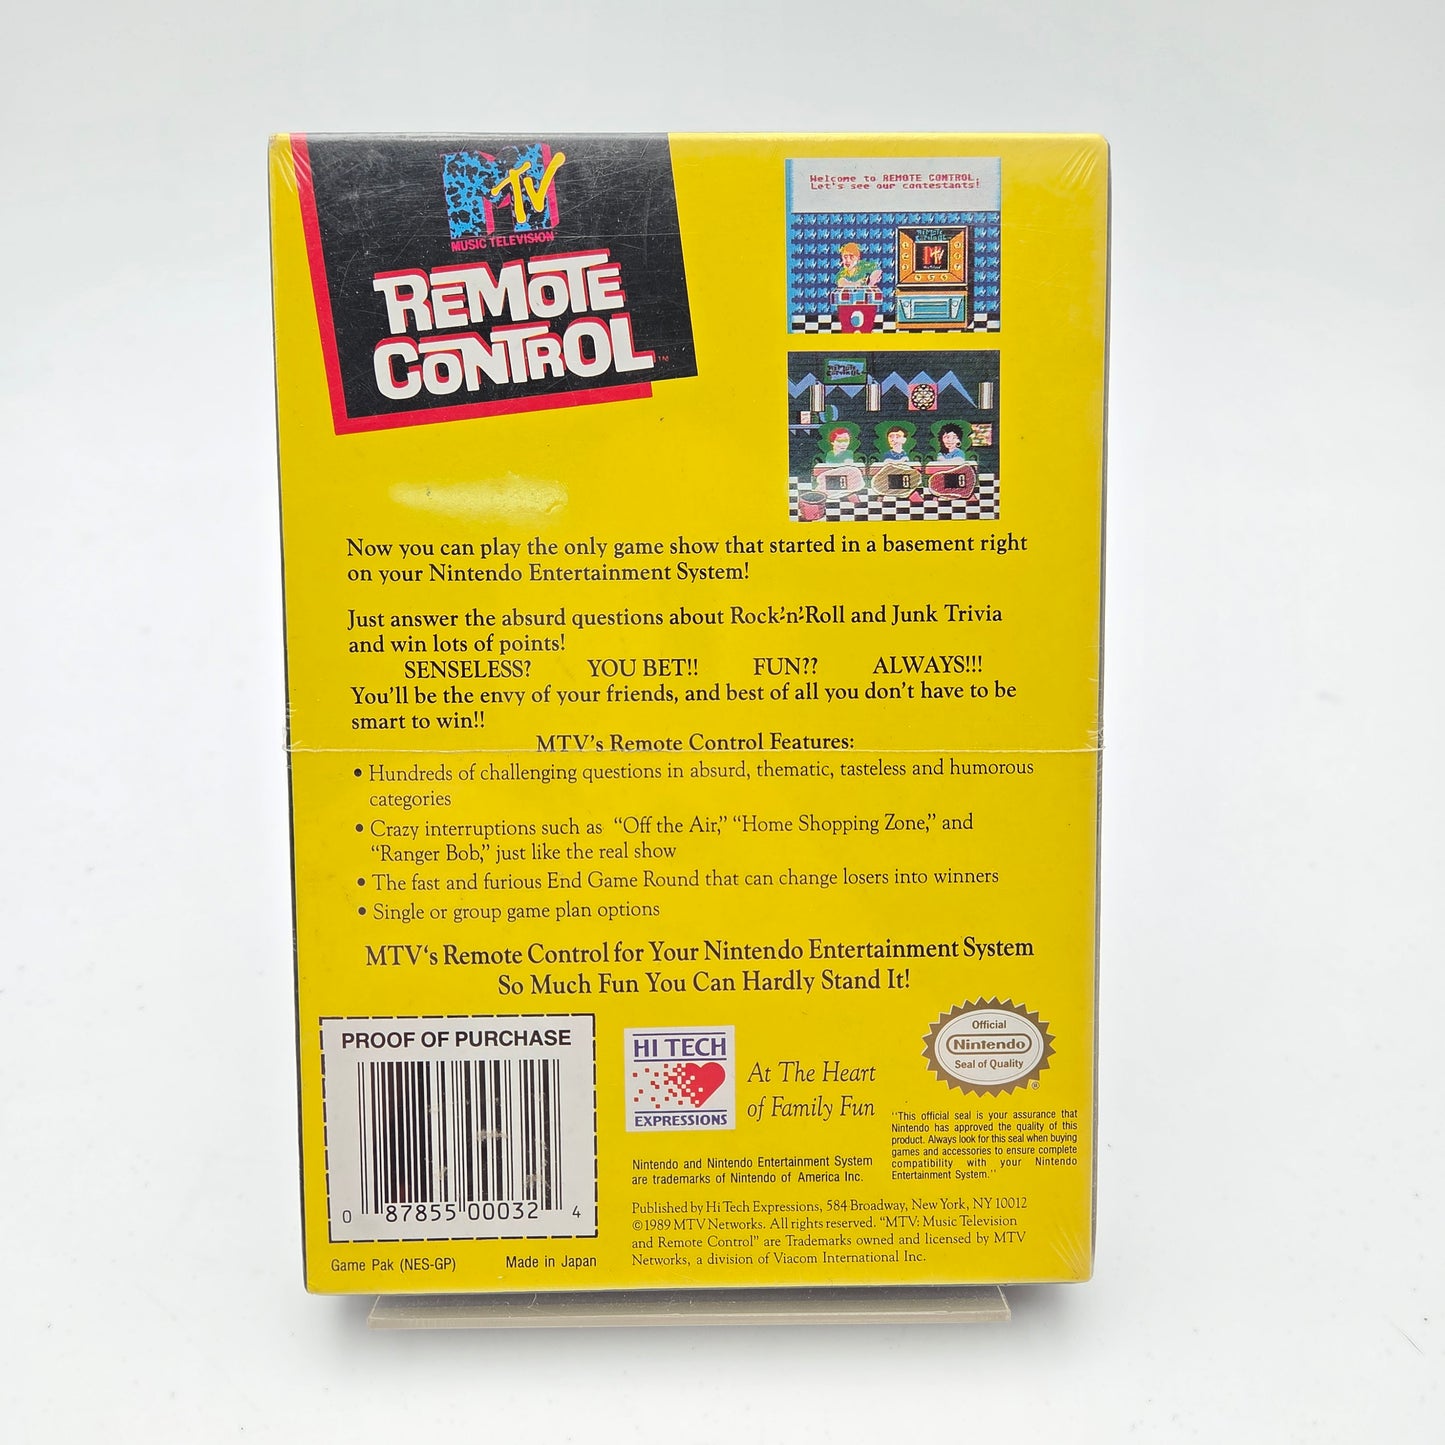 MTV
MUSIC TELEVISION
REMOTE
CONTROL™
Welcome to REMOTE CONTROL.
Let's see our contestants!
REMOTE
CONTROL
MTV
REMOTE
CONTROL
0
0
0
Now you can play the only game show that started in a basement right
on your Nintendo Entertainment System!
Just answer the absurd questions about Rock-'n'-Roll and Junk Trivia
and win lots of points!
SENSELESS? YOU BET!! FUN?? ALWAYS!!!
You'll be the envy of your friends, and best of all you don't have to be
smart to win!!
MTV's Remote Control Features:
• Hundreds of challenging questions in absurd, thematic, tasteless and humorous
categories
• Crazy interruptions such as “Off the Air,” “Home Shopping Zone,” and
“Ranger Bob,” just like the real show
• The fast and furious End Game Round that can change losers into winners
• Single or group game plan options
MTV‘s Remote Control for Your Nintendo Entertainment System
So Much Fun You Can Hardly Stand It!
PROOF OF PURCHASE
0 87855 00032 4
Game Pak (NES-GP) Made in Japan
HI TECH
EXPRESSIONS
At The Heart
of Family Fun
Official
Nintendo
Seal of Quality
®
"This official seal is your assurance that
Nintendo has approved the quality of this
product. Always look for this seal when buying
games and accessories to ensure complete
compatibility with your Nintendo
Entertainment System."
Nintendo and Nintendo Entertainment System
are trademarks of Nintendo of America Inc.
Published by Hi Tech Expressions, 584 Broadway, New York, NY 10012
©1989 MTV Networks. All rights reserved. “MTV: Music Television
and Remote Control” are Trademarks owned and licensed by MTV
Networks, a division of Viacom International Inc.